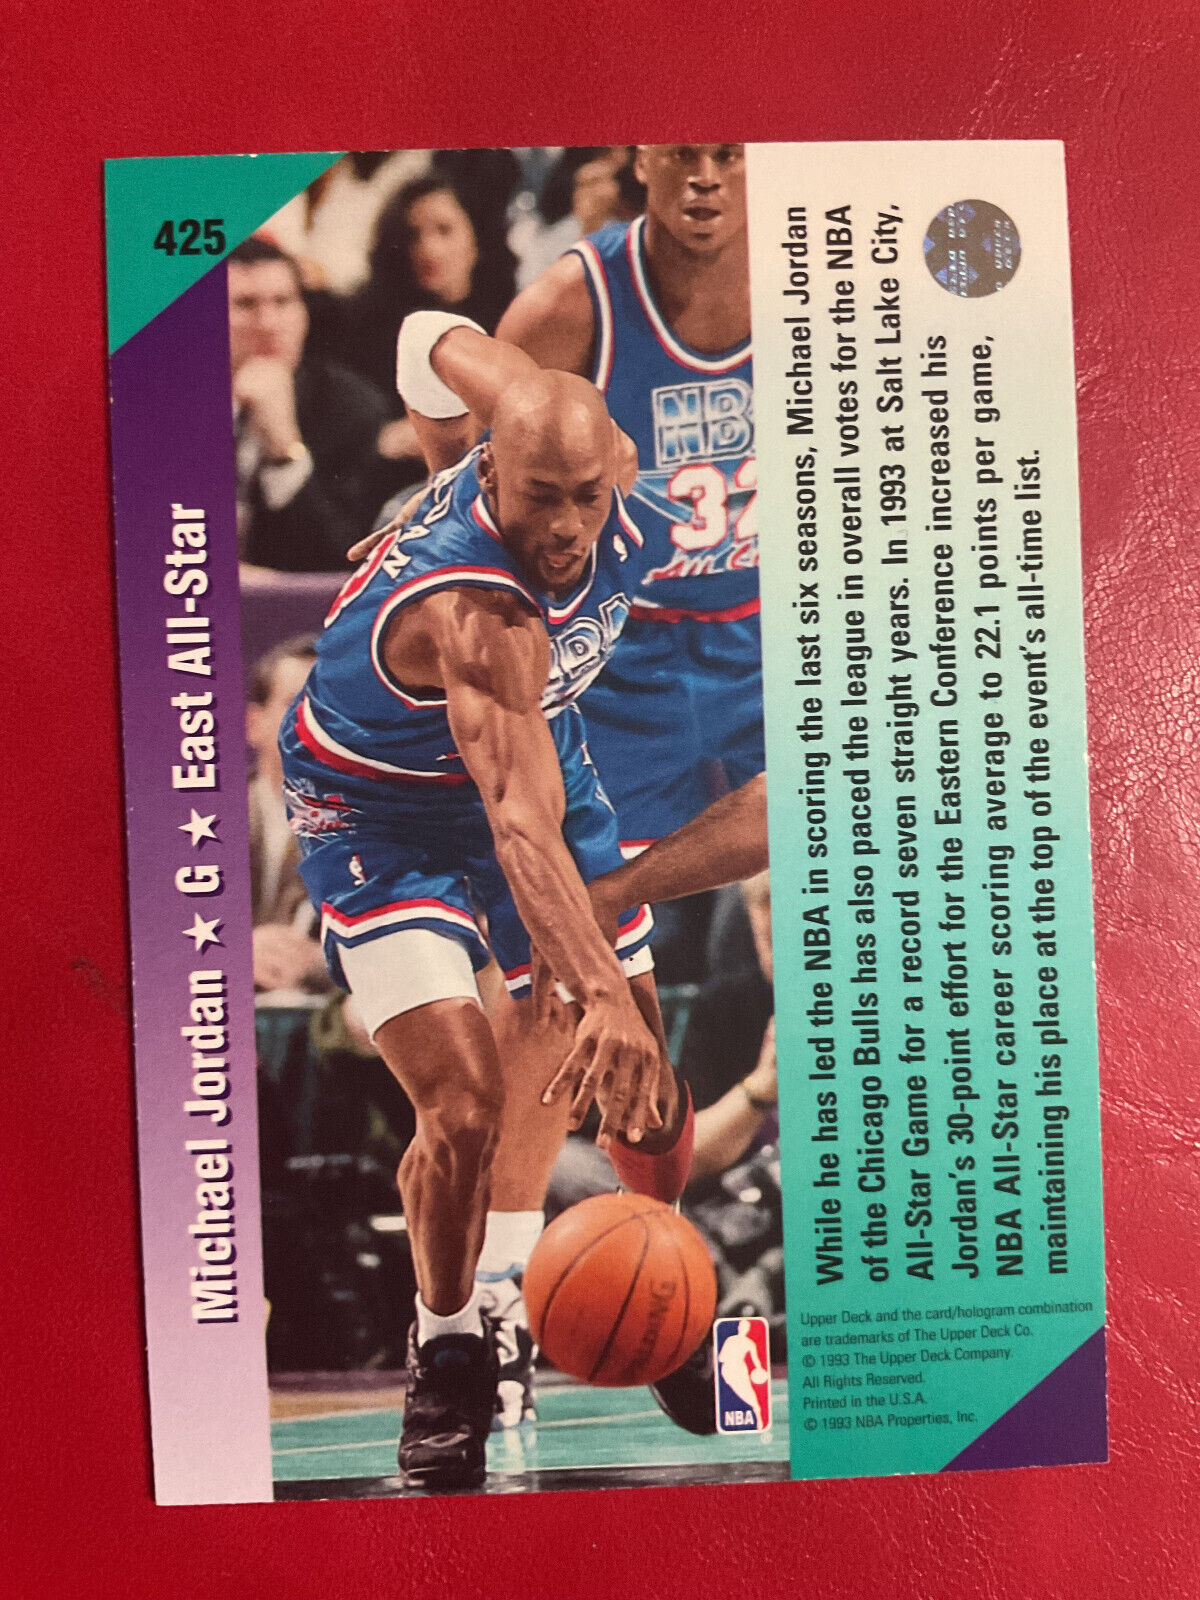 425
Michael Jordan ★ G ★ East All-Star
While he has led the NBA in scoring the last six seasons, Michael Jordan
of the Chicago Bulls has also paced the league in overall votes for the NBA
All-Star Game for a record seven straight years. In 1993 at Salt Lake City,
Jordan's 30-point effort for the Eastern Conference increased his
NBA All-Star career scoring average to 22.1 points per game,
maintaining his place at the top of the event's all-time list.
Upper Deck and the card/hologram combination
are trademarks of The Upper Deck Co.
© 1993 The Upper Deck Company.
All Rights Reserved.
Printed in the U.S.A.
© 1993 NBA Properties, Inc.
NBA
®
NBA
32
NBA
SPALDING